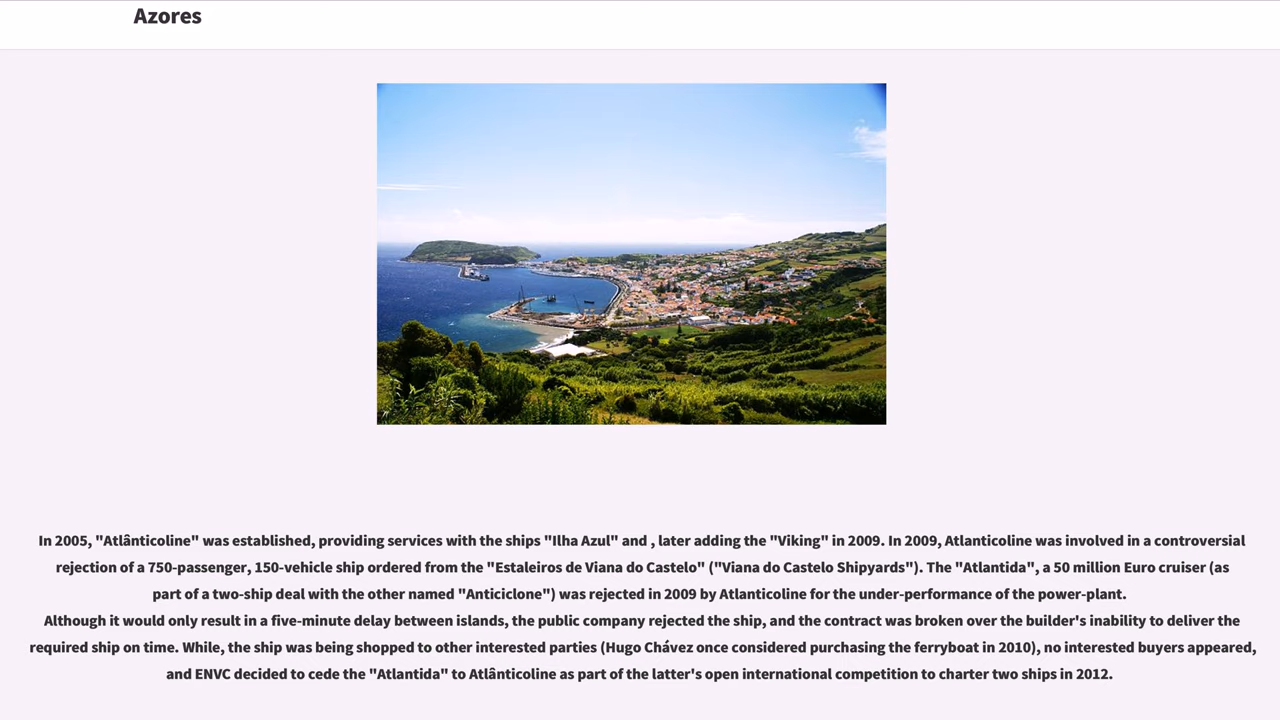 Azores
In 2005, "Atlânticoline" was established, providing services with the ships "Ilha Azul" and , later adding the "Viking" in 2009. In 2009, Atlanticoline was involved in a controversial
rejection of a 750-passenger, 150-vehicle ship ordered from the "Estaleiros de Viana do Castelo" ("Viana do Castelo Shipyards"). The "Atlantida", a 50 million Euro cruiser (as
part of a two-ship deal with the other named "Anticiclone") was rejected in 2009 by Atlanticoline for the under-performance of the power-plant.
Although it would only result in a five-minute delay between islands, the public company rejected the ship, and the contract was broken over the builder's inability to deliver the
required ship on time. While, the ship was being shopped to other interested parties (Hugo Chávez once considered purchasing the ferryboat in 2010), no interested buyers appeared,
and ENVC decided to cede the "Atlantida" to Atlânticoline as part of the latter's open international competition to charter two ships in 2012.